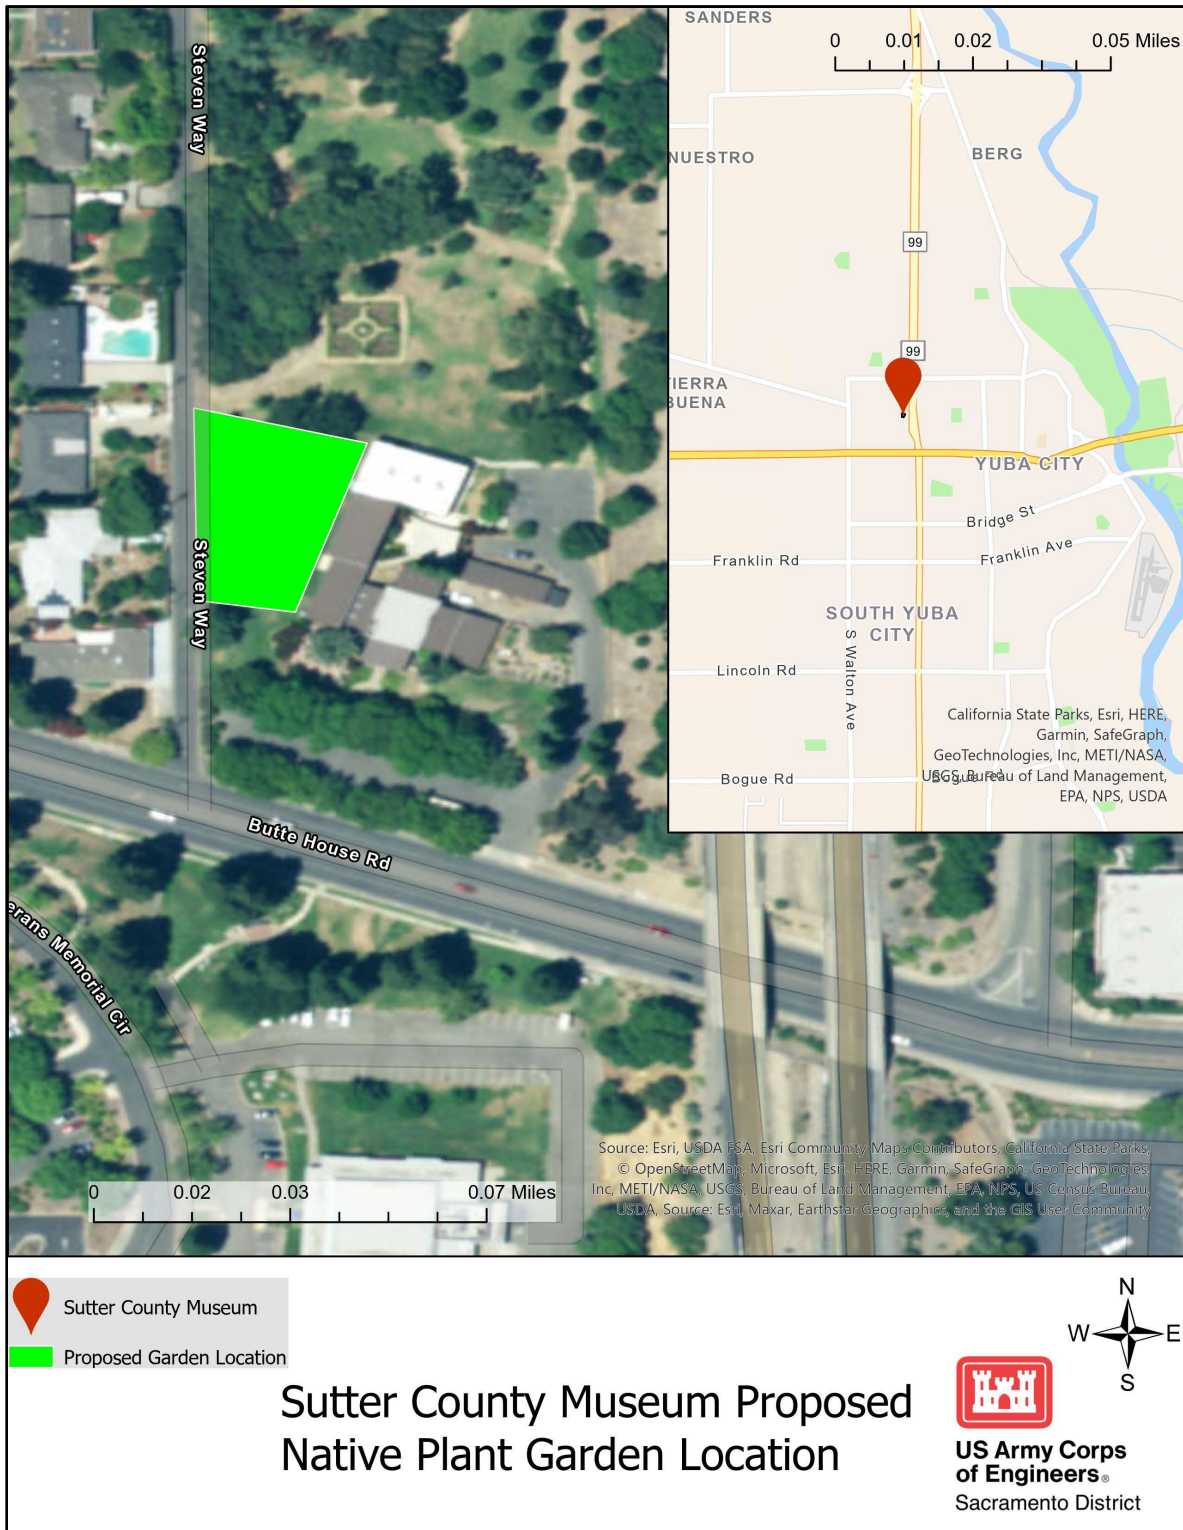 Steven Way
Steven Way
Butte House Rd
erans Memorial Cir
0 0.02 0.03 0.07 Miles
Source: Esri, USDA FSA, Esri Community Maps Contributors, California State Parks,
© OpenStreetMap, Microsoft, Esri, HERE, Garmin, SafeGraph, GeoTechnologies,
Inc, METI/NASA, USGS, Bureau of Land Management, EPA, NPS, US Census Bureau,
USDA, Source: Esri, Maxar, Earthstar Geographics, and the GIS User Community
SANDERS
0 0.01 0.02 0.05 Miles
NUESTRO
BERG
99
99
TIERRA
BUENA
YUBA CITY
Bridge St
Franklin Rd
Franklin Ave
SOUTH YUBA
CITY
S Walton Ave
Lincoln Rd
Bogue Rd
Bogue Rd
California State Parks, Esri, HERE,
Garmin, SafeGraph,
GeoTechnologies, Inc, METI/NASA,
USGS, Bureau of Land Management,
EPA, NPS, USDA
Sutter County Museum
Proposed Garden Location
Sutter County Museum Proposed
Native Plant Garden Location
N
W E
S
US Army Corps
of Engineers®
Sacramento District